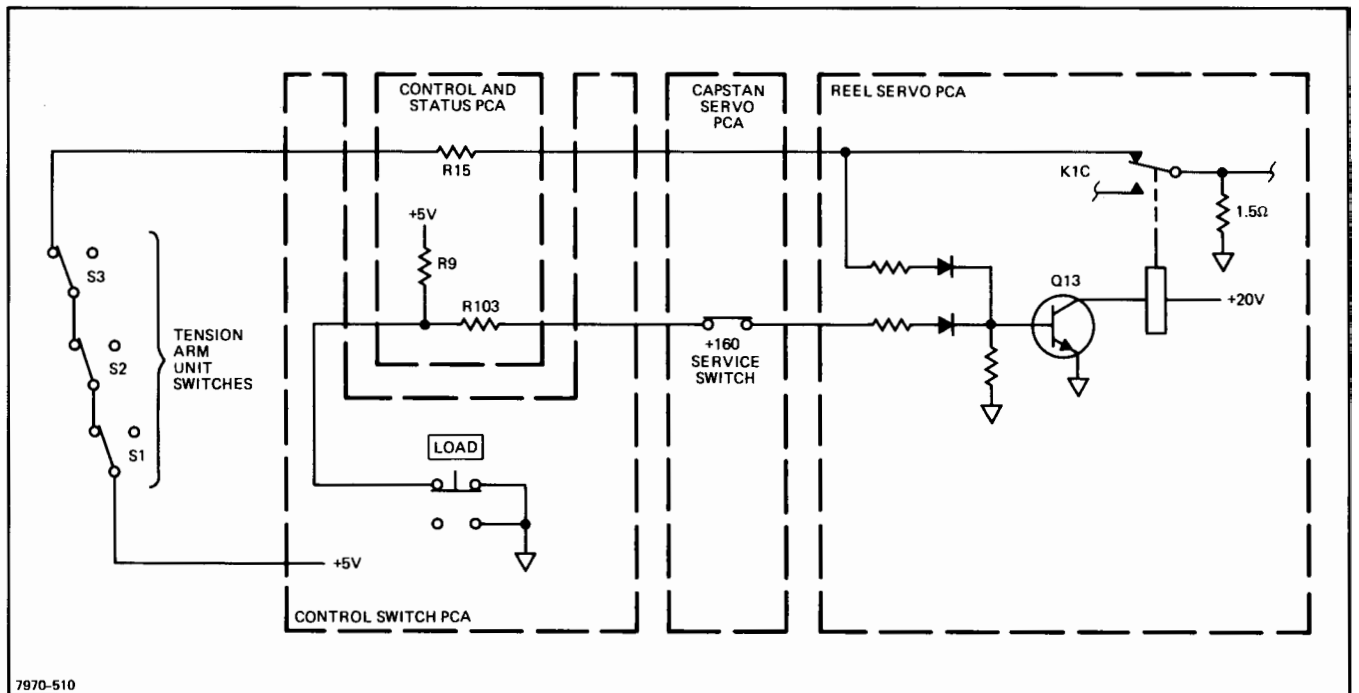 CONTROL AND
STATUS PCA
CAPSTAN
SERVO
PCA
REEL SERVO PCA
R15
K1C
+5V
1.5Ω
R9
S3
Q13
+20V
R103
TENSION
ARM
UNIT
SWITCHES
S2
+160
SERVICE
SWITCH
S1
LOAD
+5V
CONTROL SWITCH PCA
7970-510